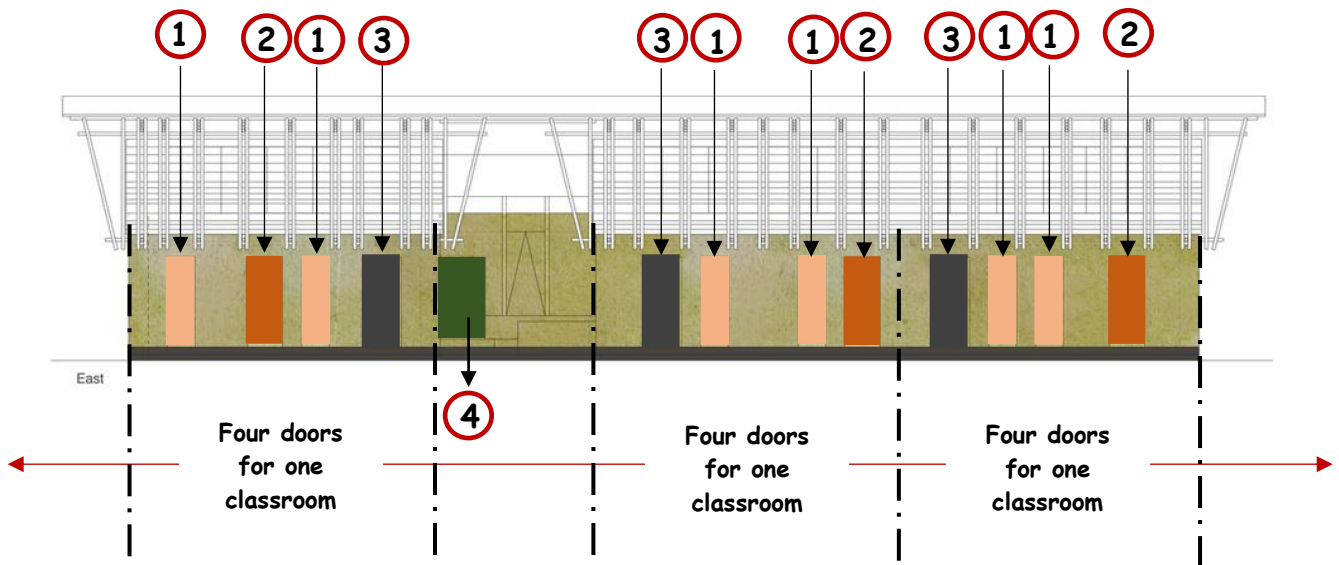 1 2 1 3 3 1 1 2 3 1 1 2
East
4
Four doors
for one
classroom
Four doors
for one
classroom
Four doors
for one
classroom